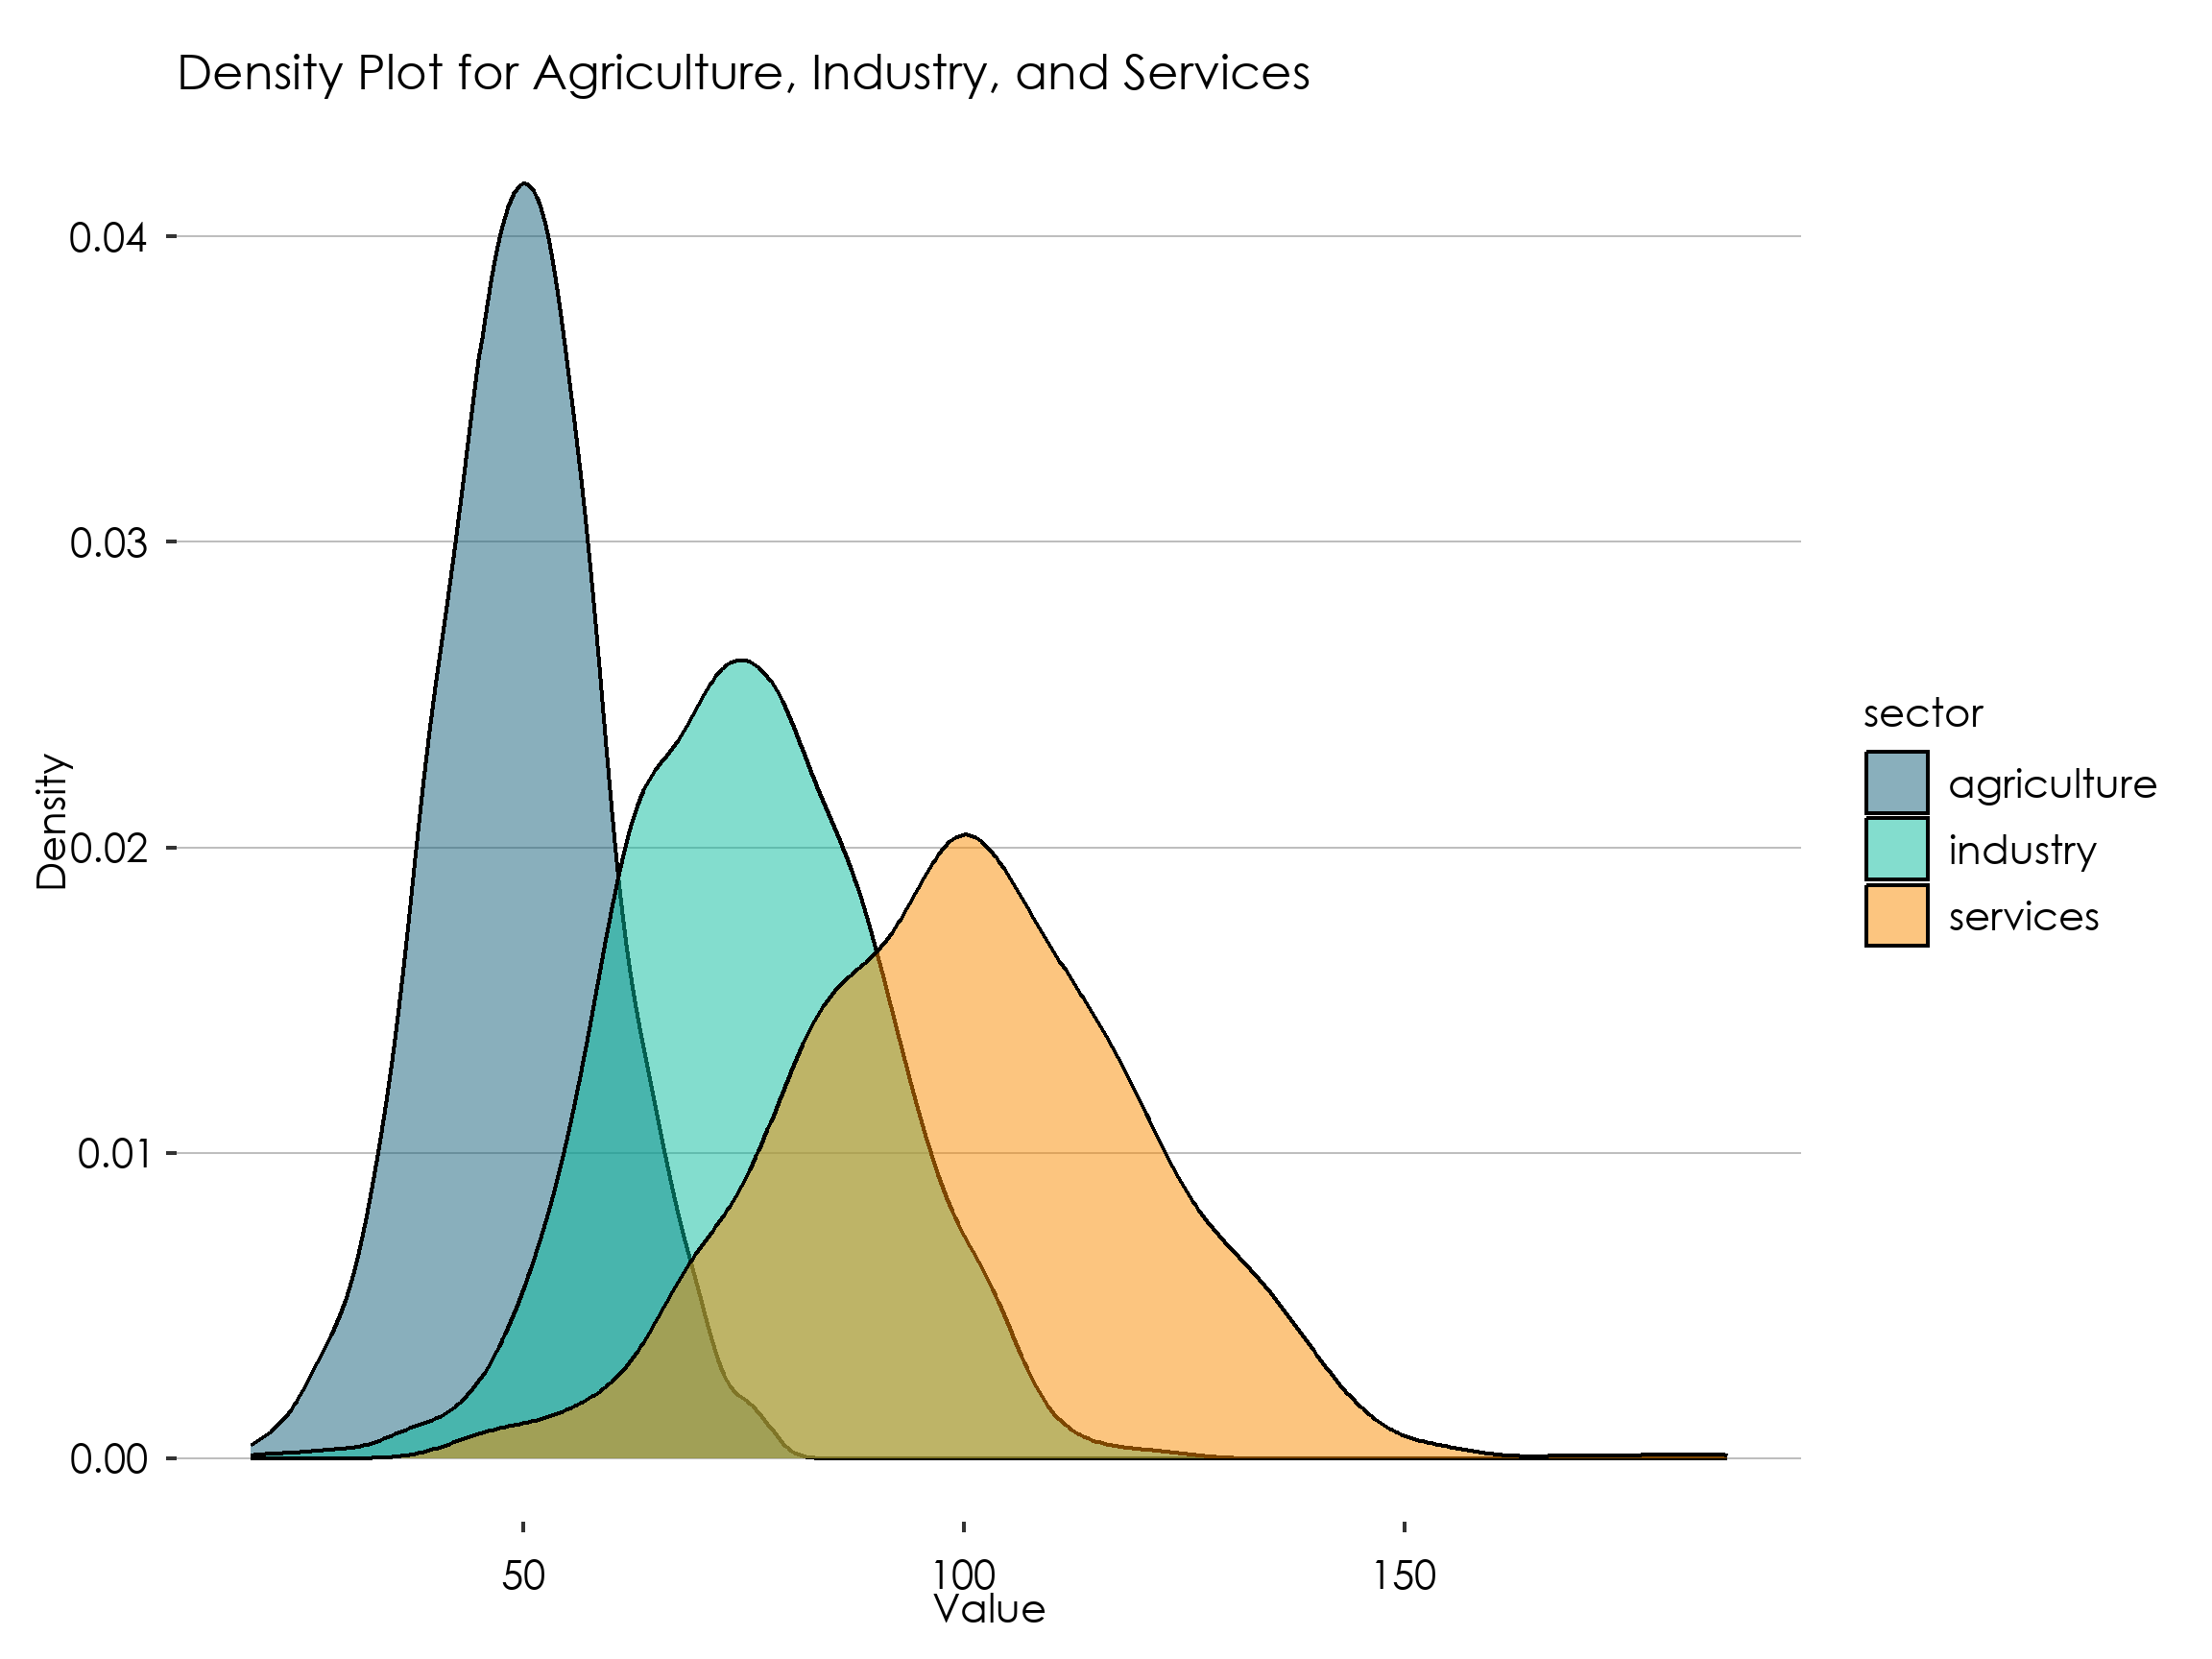 Density Plot for Agriculture, Industry, and Services
0.04
0.03
0.02
0.01
0.00
Density
50
100
150
Value
sector
agriculture
industry
services